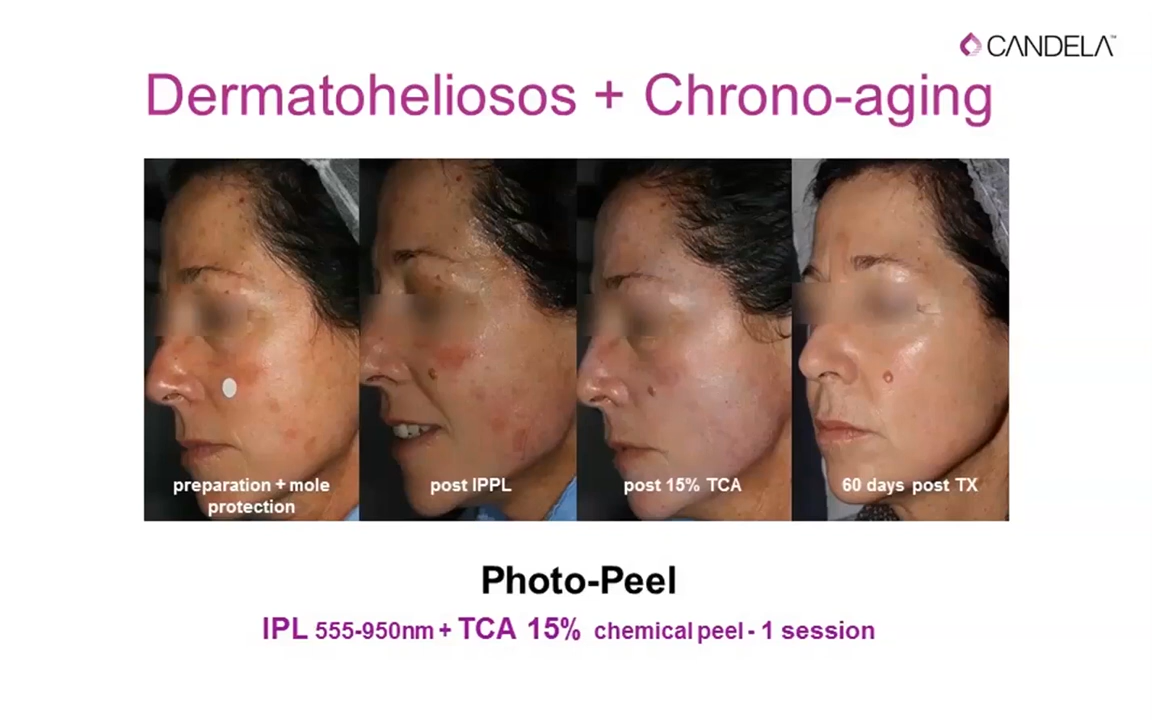 CANDELA™
Dermatoheliosos + Chrono-aging
preparation + mole
protection
post IPPL
post 15% TCA
60 days post TX
Photo-Peel
IPL 555-950nm + TCA 15% chemical peel - 1 session